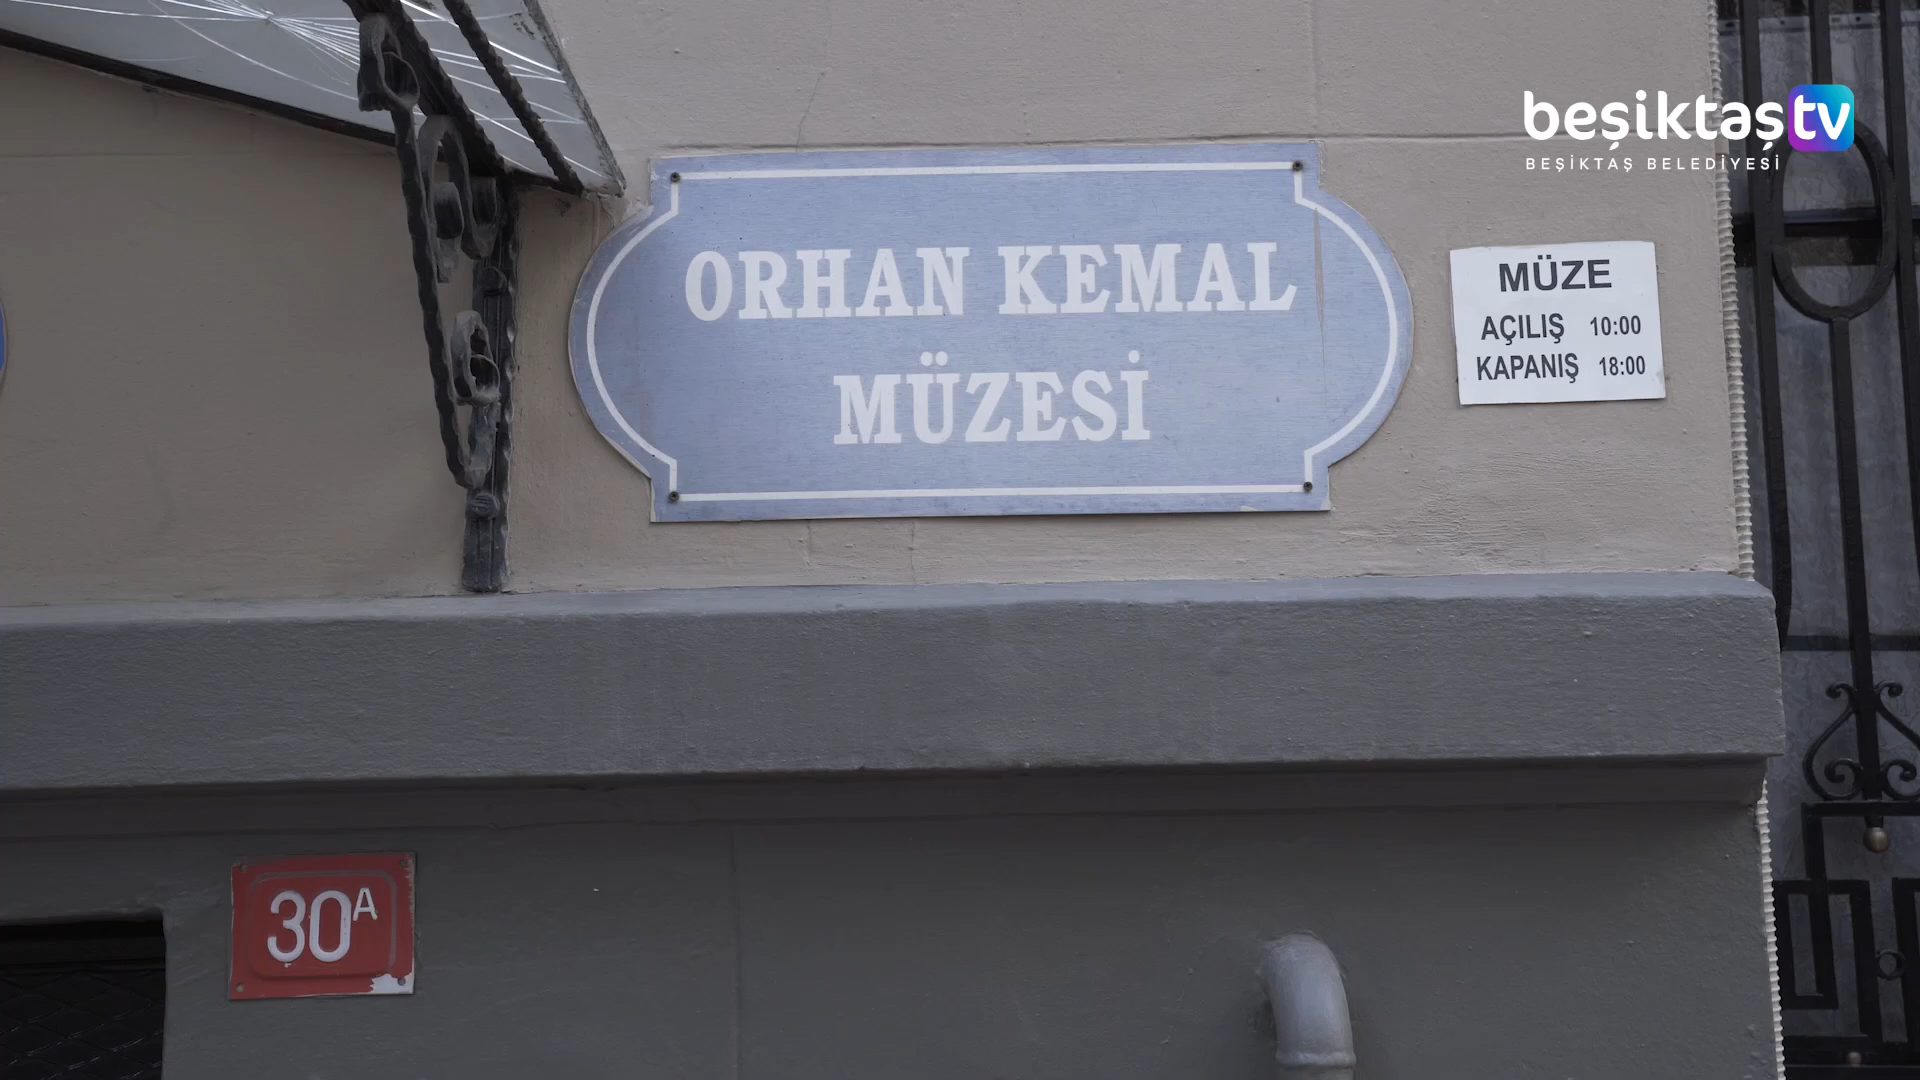 beşiktaştv
BEŞİKTAŞ BELEDİYESİ
ORHAN KEMAL
MÜZESİ
MÜZE
AÇILIŞ 10:00
KAPANIŞ 18:00
30A